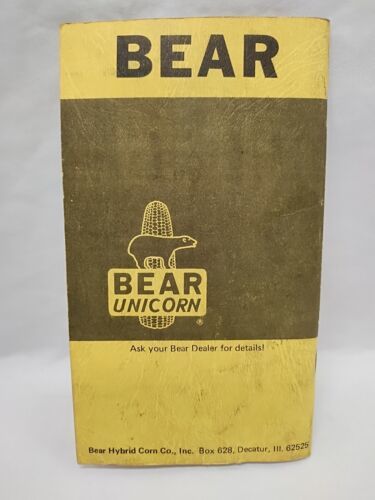 BEAR
BEAR
UNICORN
®
Ask your Bear Dealer for details!
Bear Hybrid Corn Co., Inc. Box 628, Decatur, Ill. 62525